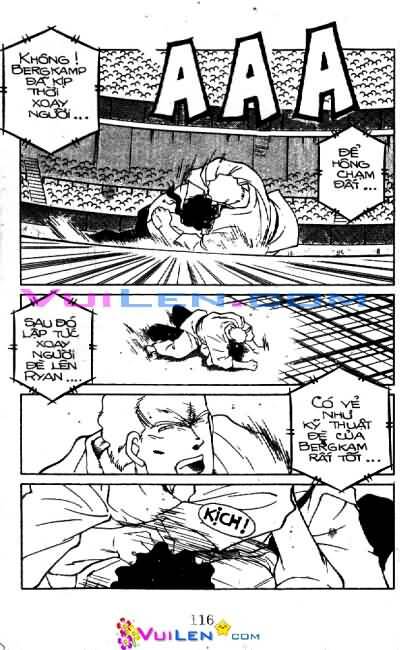 KHÔNG!
BERGKAMP
ĐÃ KỊP
THỜI
XOAY
NGƯỜI...
AAA
ĐỂ
HÔNG
CHẠM
ĐẤT...
VUILEN.COM
SAU ĐÓ
LẬP TỨC
XOAY
NGƯỜI
ĐÈ LÊN
RYAN....
CÓ VẺ
NHƯ
KỸ THUẬT
ĐÈ CỦA
BERGKAM
RẤT TỐT...
KỊCH!
116
VUILEN.COM